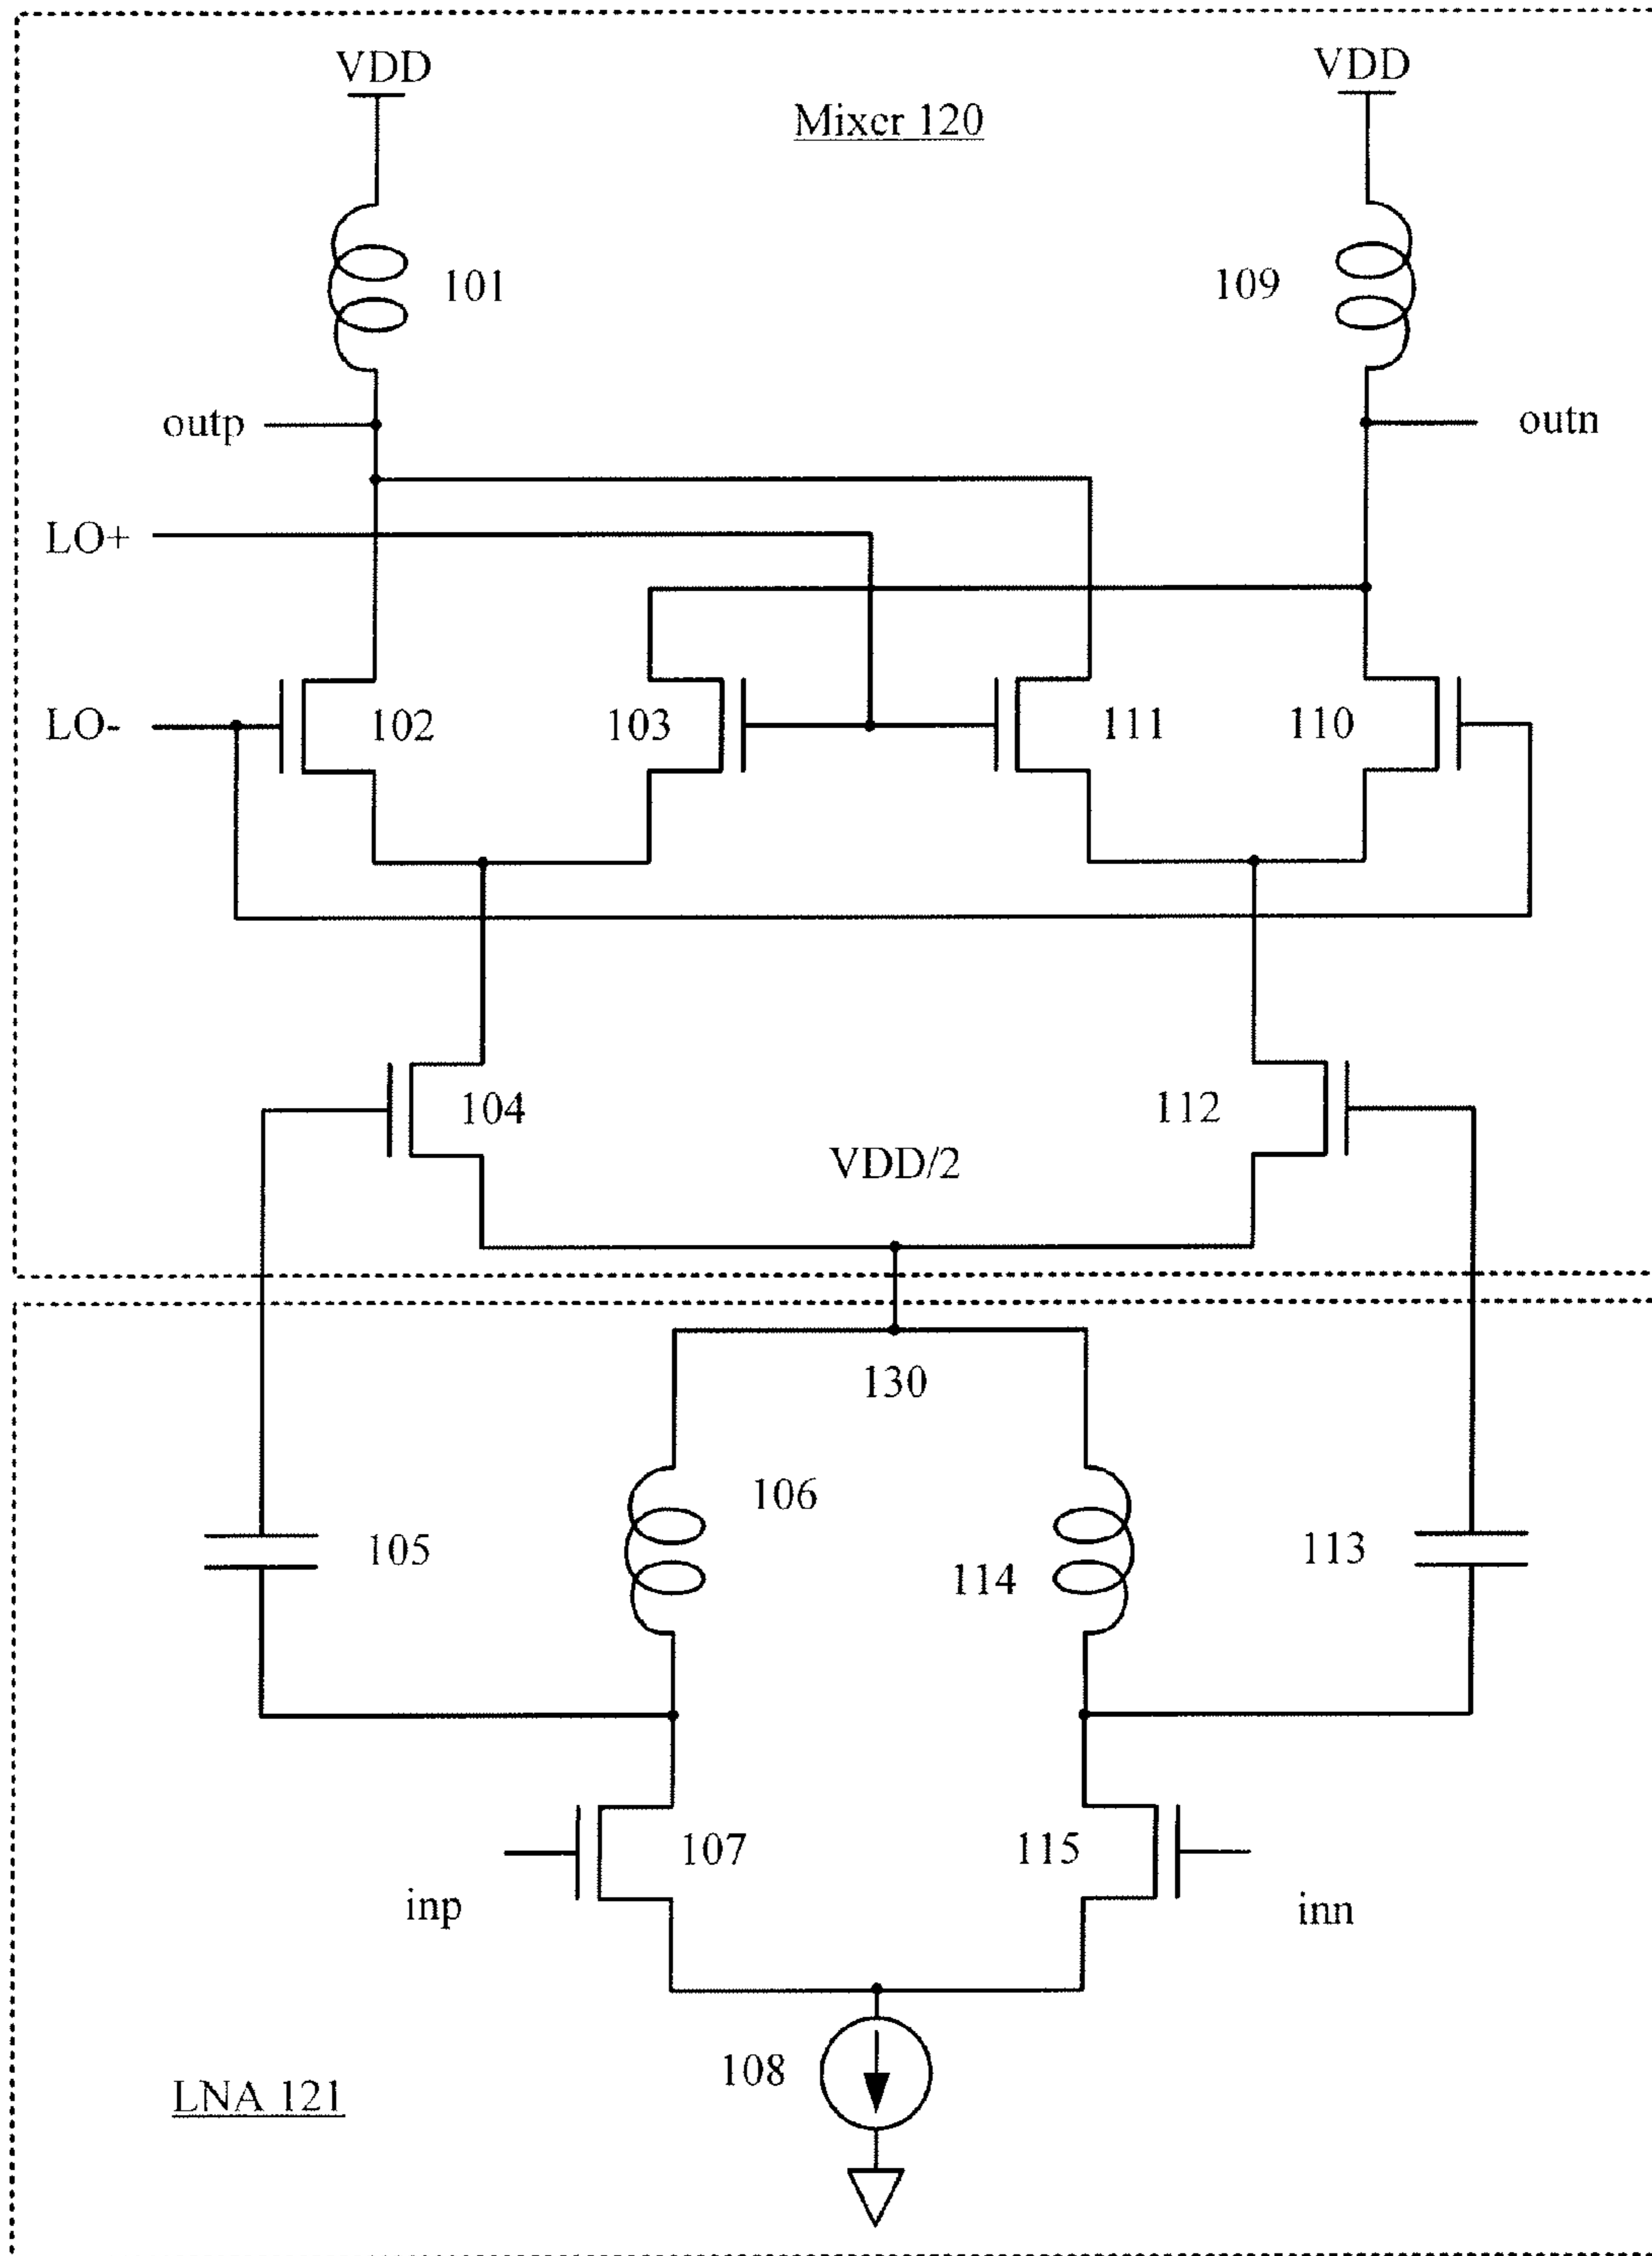 VDD
VDD
Mixer 120
101
109
outp
outn
LO+
LO-
102
103
111
110
104
112
VDD/2
130
106
105
114
113
107
115
inp
inn
108
LNA 121